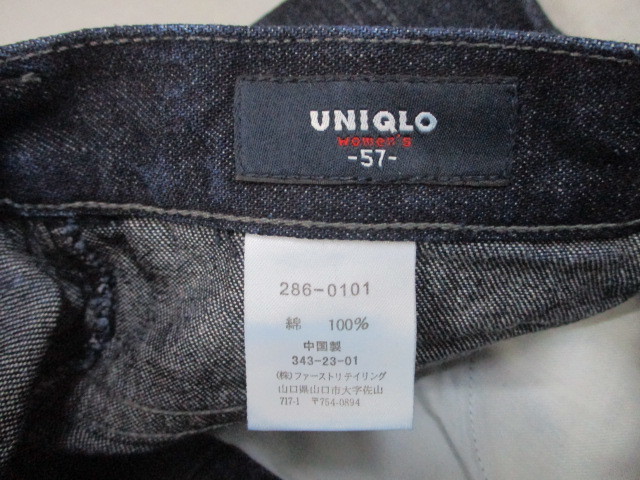 UNIQLO
women's
-57-
286-0101
綿 100%
中国製
343-23-01
(株)ファーストリテイリング
山口県山口市大字佐山
717-1 〒754-0894